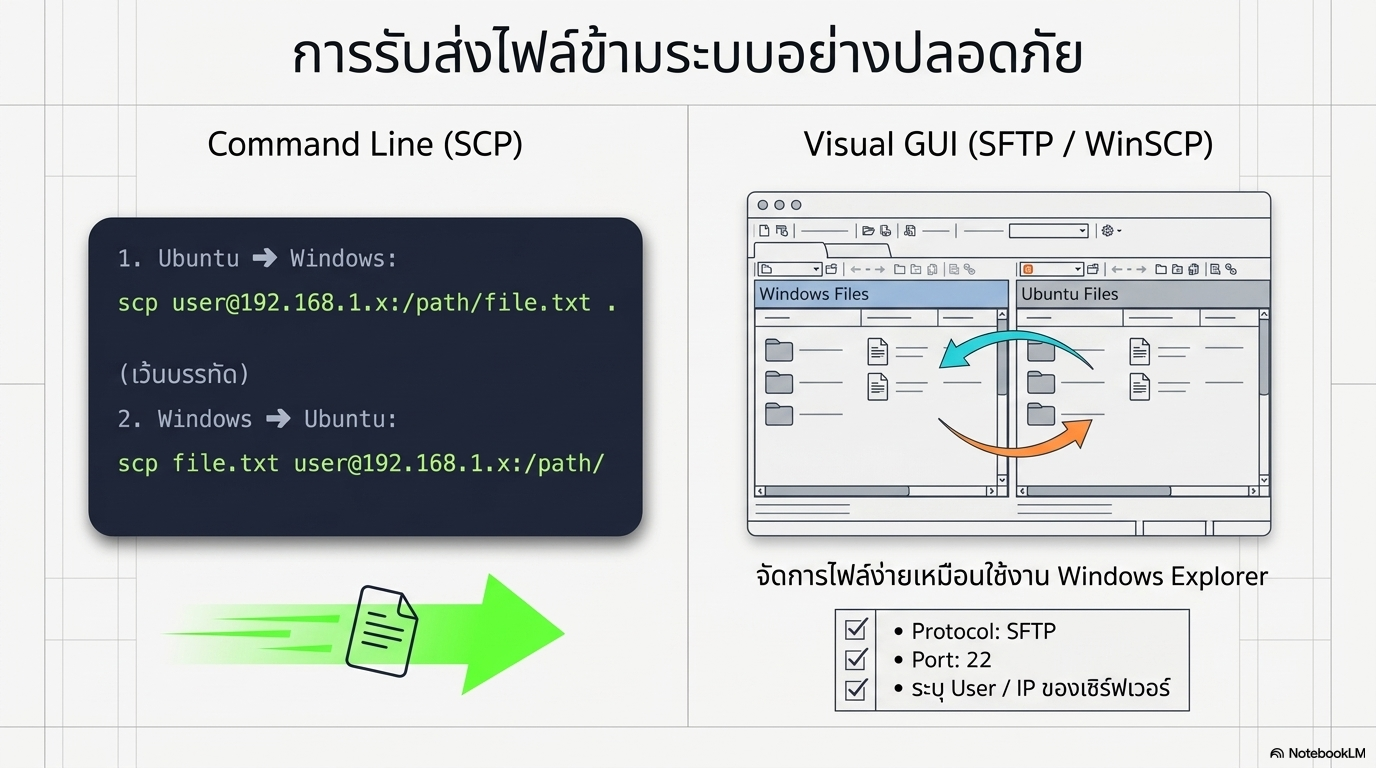 การรับส่งไฟล์ข้ามระบบอย่างปลอดภัย
Command Line (SCP)
1. Ubuntu ➔ Windows:
scp user@192.168.1.x:/path/file.txt .
(เว้นบรรทัด)
2. Windows ➔ Ubuntu:
scp file.txt user@192.168.1.x:/path/
Visual GUI (SFTP / WinSCP)
Windows Files
Ubuntu Files
จัดการไฟล์ง่ายเหมือนใช้งาน Windows Explorer
• Protocol: SFTP
• Port: 22
• ระบุ User / IP ของเซิร์ฟเวอร์
NotebookLM